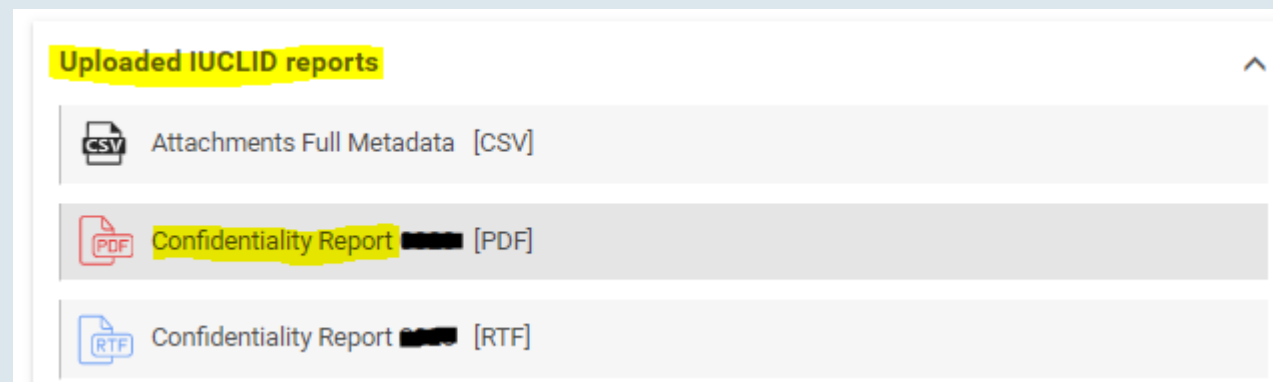 Uploaded IUCLID reports
CSV Attachments Full Metadata [CSV]
PDF Confidentiality Report [PDF]
RTF Confidentiality Report [RTF]